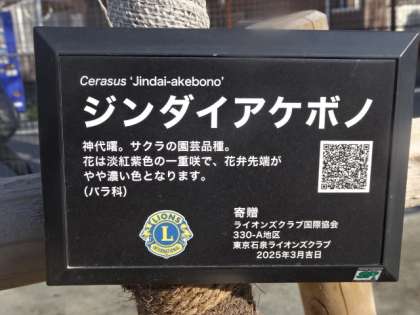 Cerasus 'Jindai-akebono'
ジンダイアケボノ
神代曙。サクラの園芸品種。
花は淡紅紫色の一重咲で、花弁先端が
やや濃い色となります。
(バラ科)
寄贈
ライオンズクラブ国際協会
330-A地区
東京石泉ライオンズクラブ
2025年3月吉日
LIONS
L
INTERNATIONAL